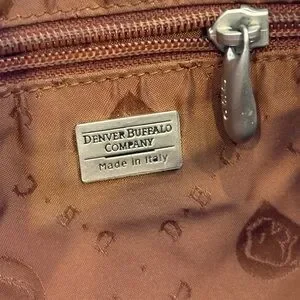 DENVER BUFFALO
COMPANY
Made in Italy